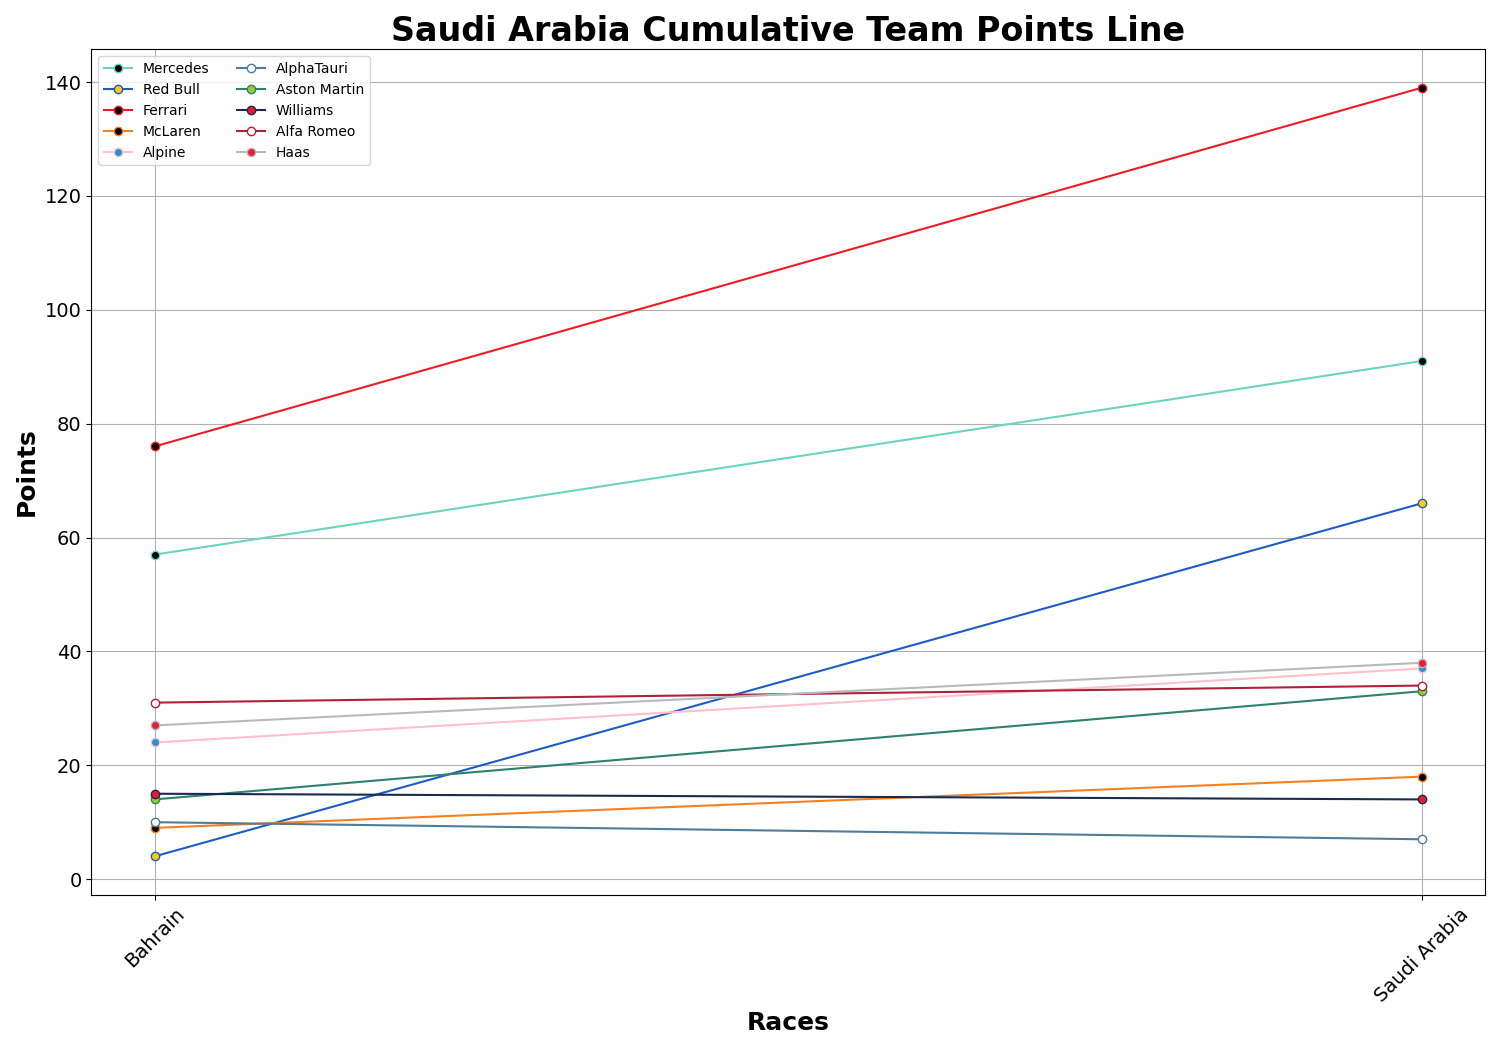 Saudi Arabia Cumulative Team Points Line
Mercedes
Red Bull
Ferrari
McLaren
Alpine
AlphaTauri
Aston Martin
Williams
Alfa Romeo
Haas
Points
140
120
100
80
60
40
20
0
Bahrain
Saudi Arabia
Races